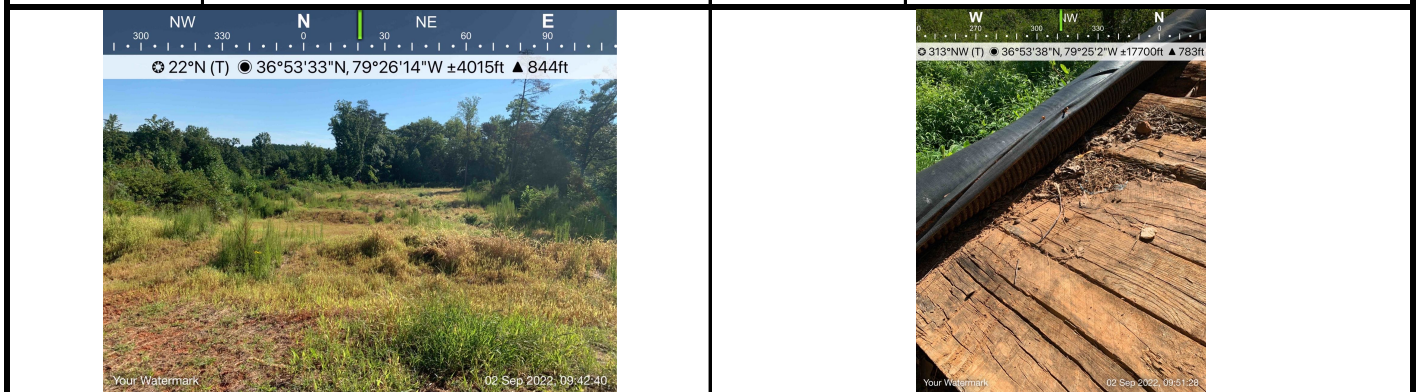 NW N NE E
300 330 0 30 60 90
22°N (T) 36°53'33"N, 79°26'14"W ±4015ft ▲ 844ft
Your Watermark 02 Sep 2022, 09:42:40
W NW N
270 300 330 0
313°NW (T) 36°53'38"N, 79°25'2"W ±17700ft ▲ 783ft
Your Watermark 02 Sep 2022, 09:51:28